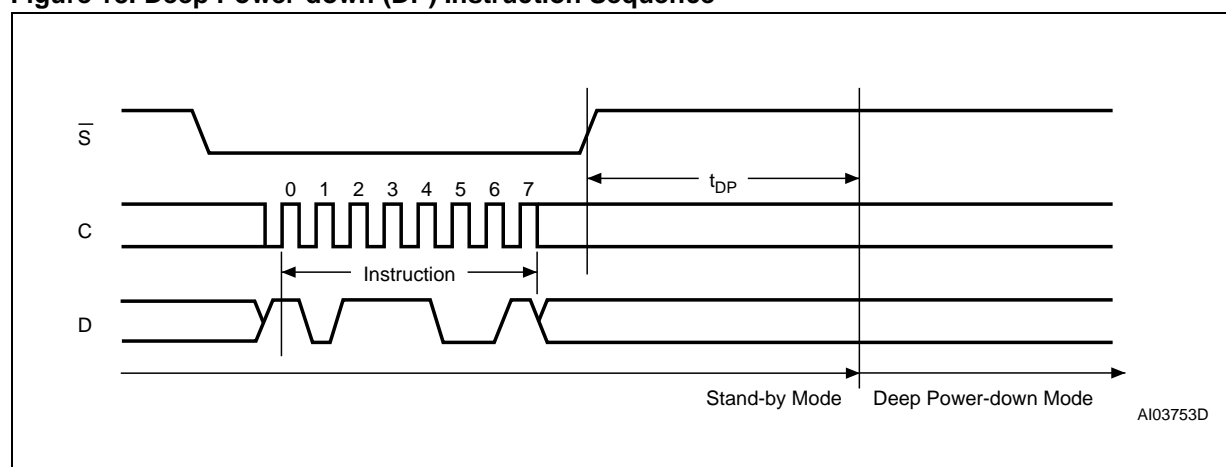 Figure 18. Deep Power-down (DP) Instruction Sequence
S
tDP
0 1 2 3 4 5 6 7
C
Instruction
D
Stand-by Mode Deep Power-down Mode
AI03753D